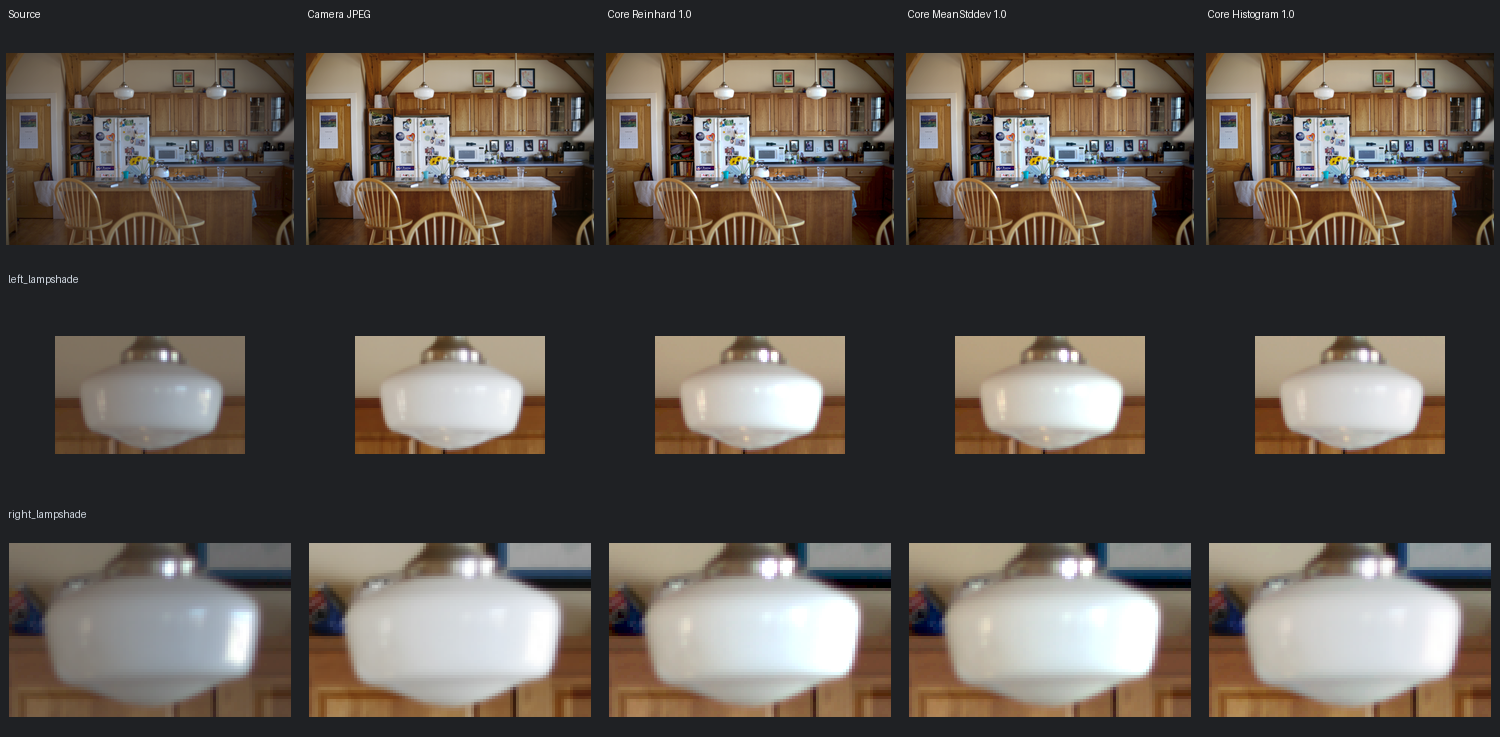 Source
Camera JPEG
Core Reinhard 1.0
Core MeanStddev 1.0
Core Histogram 1.0
left_lampshade
right_lampshade